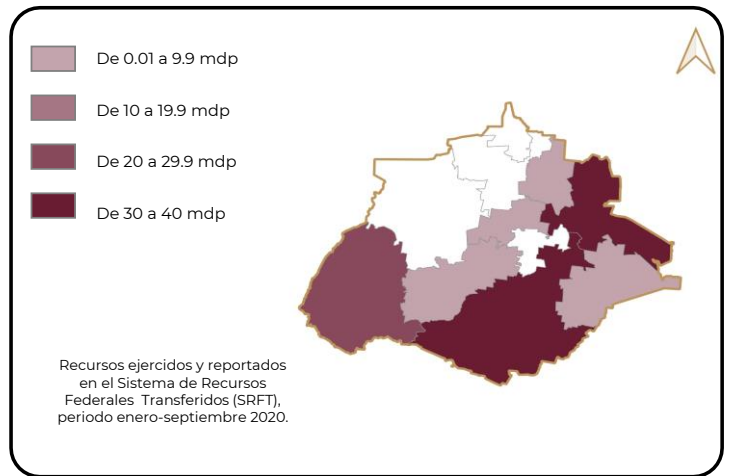 De 0.01 a 9.9 mdp
De 10 a 19.9 mdp
De 20 a 29.9 mdp
De 30 a 40 mdp
Recursos ejercidos y reportados
en el Sistema de Recursos
Federales Transferidos (SRFT),
periodo enero-septiembre 2020.